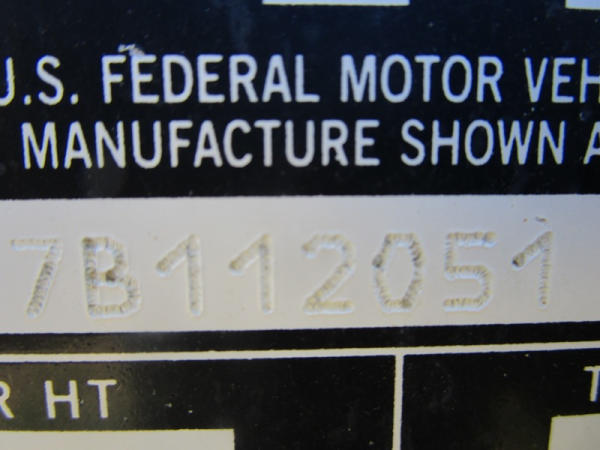 U.S. FEDERAL MOTOR VEH
MANUFACTURE SHOWN A
7B112051
R HT
T